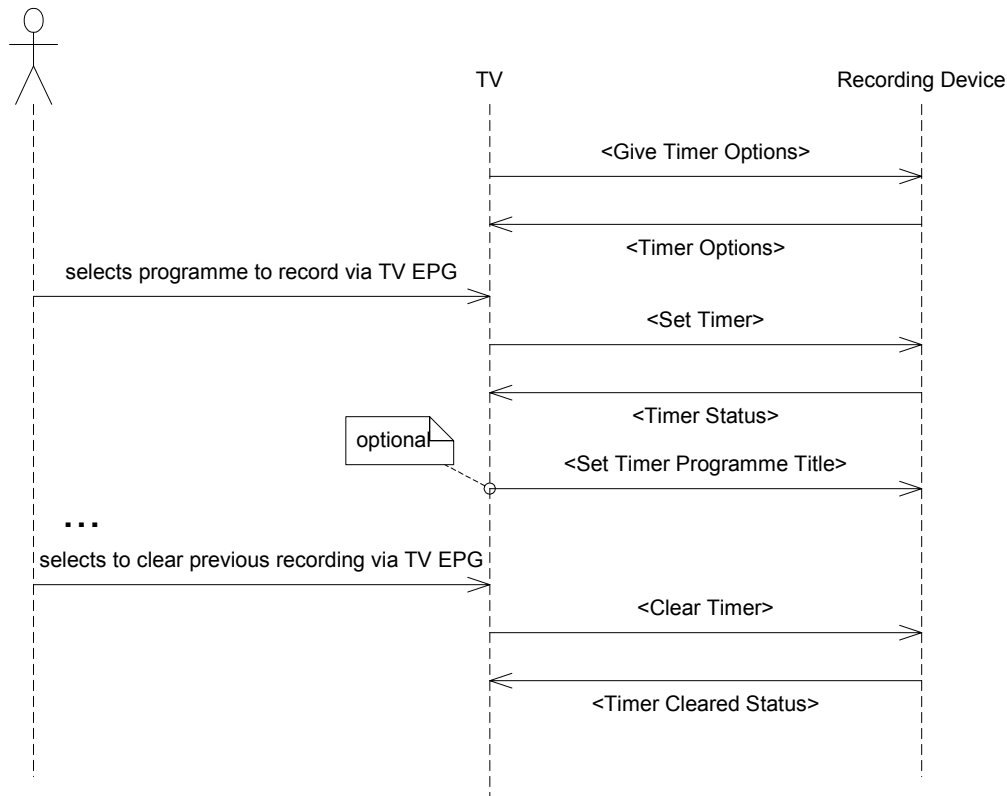 TV
Recording Device
<Give Timer Options>
<Timer Options>
selects programme to record via TV EPG
<Set Timer>
<Timer Status>
optional
<Set Timer Programme Title>
...
selects to clear previous recording via TV EPG
<Clear Timer>
<Timer Cleared Status>